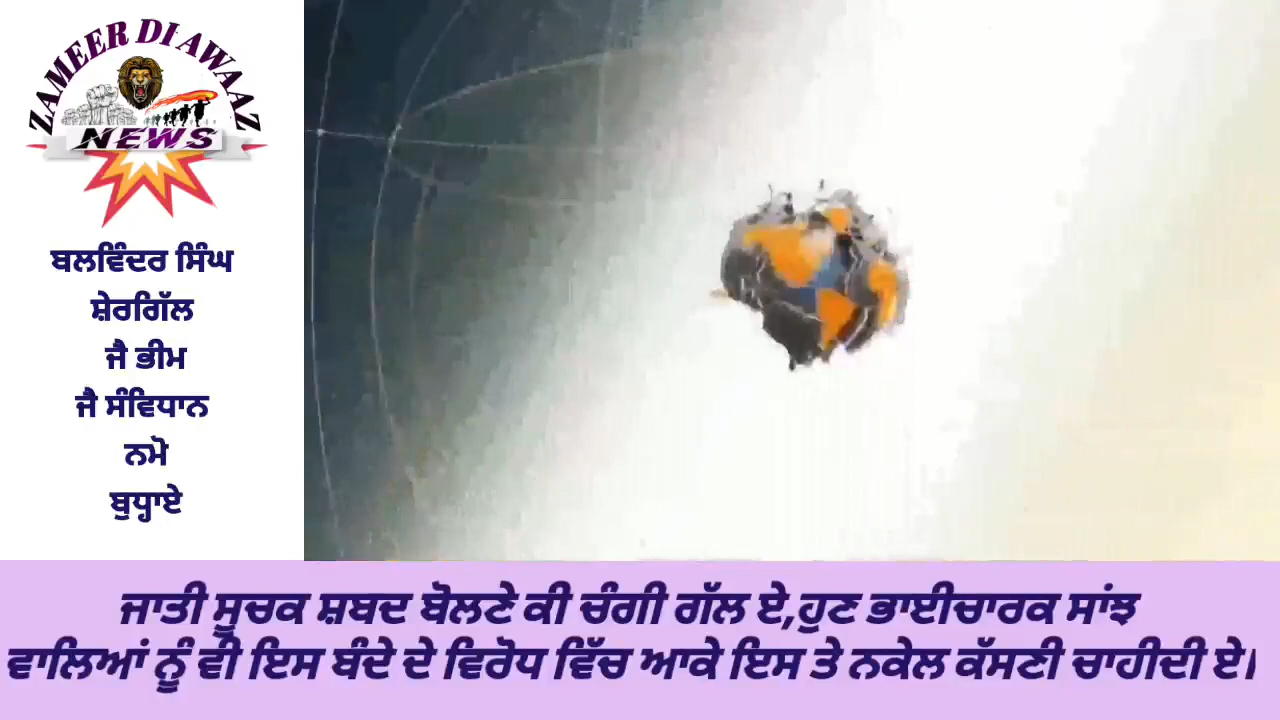 ZAMEER DI AWAAZ
NEWS
ਬਲਵਿੰਦਰ ਸਿੰਘ
ਸ਼ੇਰਗਿੱਲ
ਜੈ ਭੀਮ
ਜੈ ਸੰਵਿਧਾਨ
ਨਮੋ
ਬੁਧ੍ਹਾਏ
ਜਾਤੀ ਸੂਚਕ ਸ਼ਬਦ ਬੋਲਣੇ ਕੀ ਚੰਗੀ ਗੱਲ ਏ,ਹੁਣ ਭਾਈਚਾਰਕ ਸਾਂਝ
ਵਾਲਿਆਂ ਨੂੰ ਵੀ ਇਸ ਬੰਦੇ ਦੇ ਵਿਰੋਧ ਵਿੱਚ ਆਕੇ ਇਸ ਤੇ ਨਕੇਲ ਕੱਸਣੀ ਚਾਹੀਦੀ ਏ।